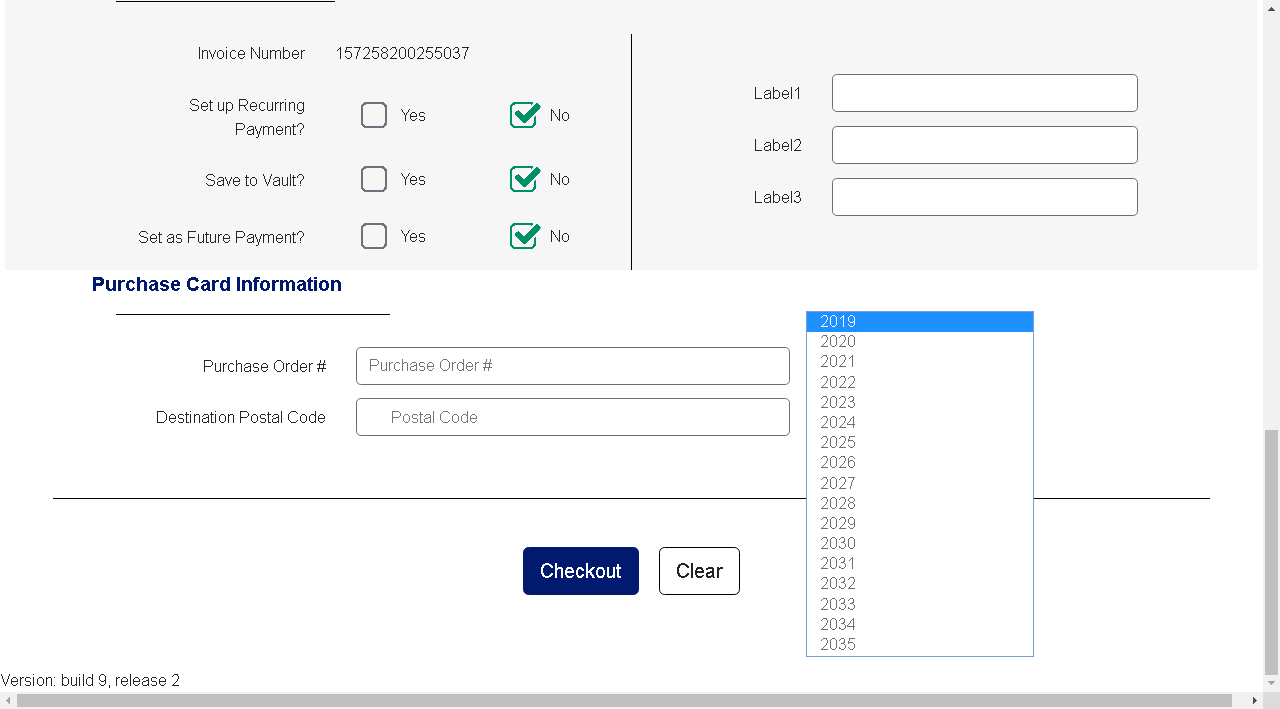 Invoice Number 157258200255037
Set up Recurring
Payment? Yes No
Save to Vault? Yes No
Set as Future Payment? Yes No
Label1
Label2
Label3
Purchase Card Information
Purchase Order # Purchase Order #
Destination Postal Code Postal Code
2019
2020
2021
2022
2023
2024
2025
2026
2027
2028
2029
2030
2031
2032
2033
2034
2035
Checkout Clear
Version: build 9, release 2